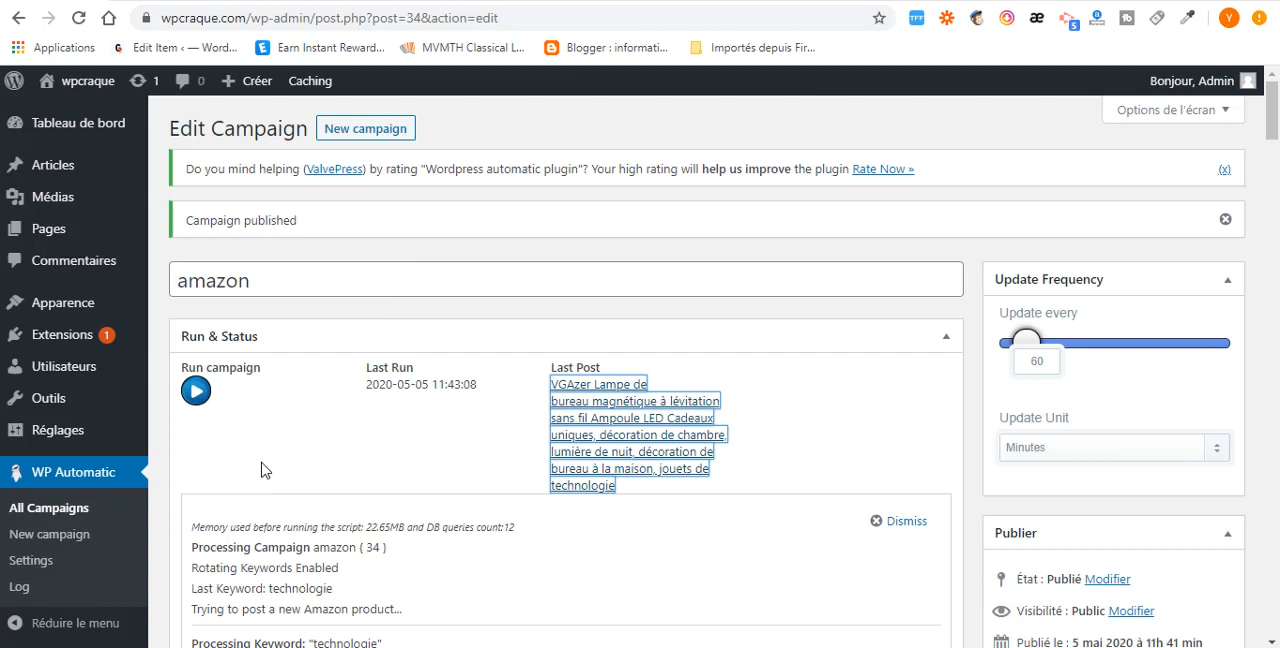 wpcraque.com/wp-admin/post.php?post=34&action=edit
Applications
Edit Item ‹ — Word...
Earn Instant Reward...
MVMTH Classical L...
Blogger : informati...
Importés depuis Fir...
wpcraque
1
0
Créer
Caching
Bonjour, Admin
Tableau de bord
Articles
Médias
Pages
Commentaires
Apparence
Extensions 1
Utilisateurs
Outils
Réglages
WP Automatic
All Campaigns
New campaign
Settings
Log
Réduire le menu
Options de l'écran
Edit Campaign
New campaign
Do you mind helping (ValvePress) by rating "Wordpress automatic plugin"? Your high rating will help us improve the plugin Rate Now » (x)
Campaign published
amazon
Run & Status
Run campaign
Last Run
2020-05-05 11:43:08
Last Post
VGAzer Lampe de
bureau magnétique à lévitation
sans fil Ampoule LED Cadeaux
uniques, décoration de chambre,
lumière de nuit, décoration de
bureau à la maison, jouets de
technologie
Memory used before running the script: 22.65MB and DB queries count:12
Dismiss
Processing Campaign amazon { 34 }
Rotating Keywords Enabled
Last Keyword: technologie
Trying to post a new Amazon product...
Processing Keyword: "technologie"
Update Frequency
Update every
60
Update Unit
Minutes
Publier
État : Publié Modifier
Visibilité : Public Modifier
Publié le : 5 mai 2020 à 11h 41 min